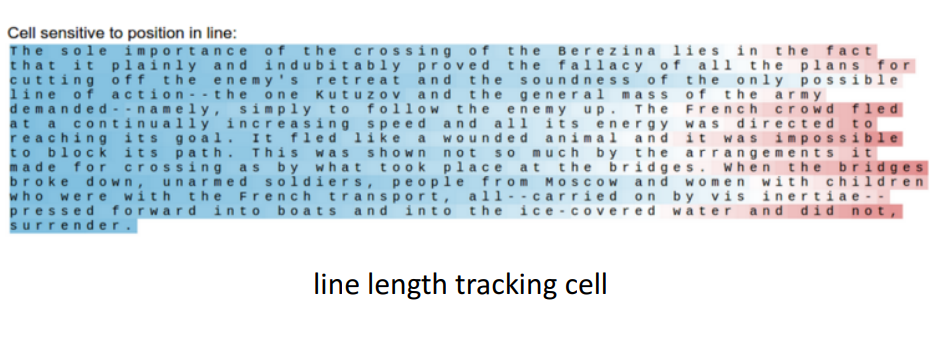 Cell sensitive to position in line:
The sole importance of the crossing of the Berezina lies in the fact
that it plainly and indubitably proved the fallacy of all the plans for
cutting off the enemy's retreat and the soundness of the only possible
line of action--the one Kutuzov and the general mass of the army
demanded--namely, simply to follow the enemy up. The French crowd fled
at a continually increasing speed and all its energy was directed to
reaching its goal. It fled like a wounded animal and it was impossible
to block its path. This was shown not so much by the arrangements it
made for crossing as by what took place at the bridges. When the bridges
broke down, unarmed soldiers, people from Moscow and women with children
who were with the French transport, all--carried on by vis inertiae--
pressed forward into boats and into the ice-covered water and did not,
surrender.
line length tracking cell